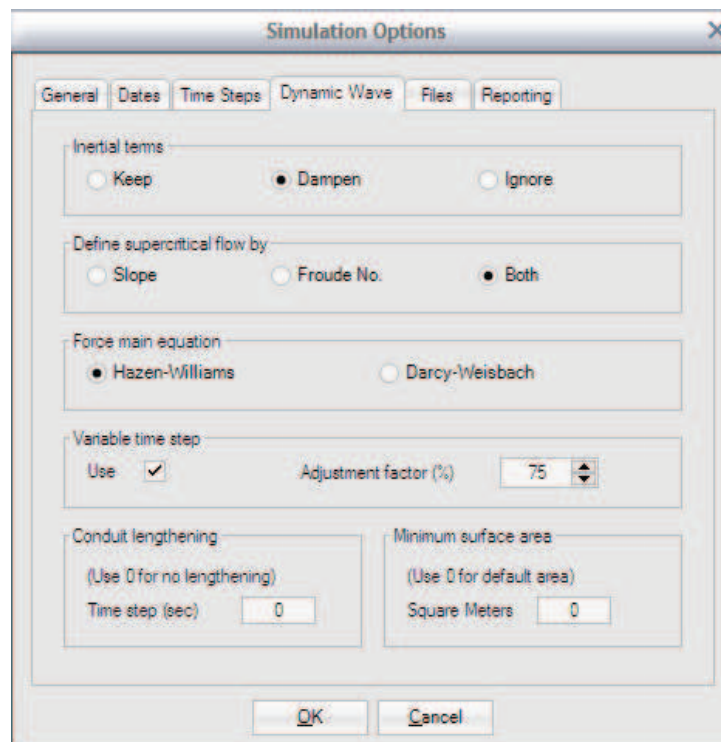 Simulation Options
General Dates Time Steps Dynamic Wave Files Reporting
Inertial terms
Keep Dampen Ignore
Define supercritical flow by
Slope Froude No. Both
Force main equation
Hazen-Williams Darcy-Weisbach
Variable time step
Use Adjustment factor (%) 75
Conduit lengthening
(Use 0 for no lengthening)
Time step (sec) 0
Minimum surface area
(Use 0 for default area)
Square Meters 0
OK Cancel